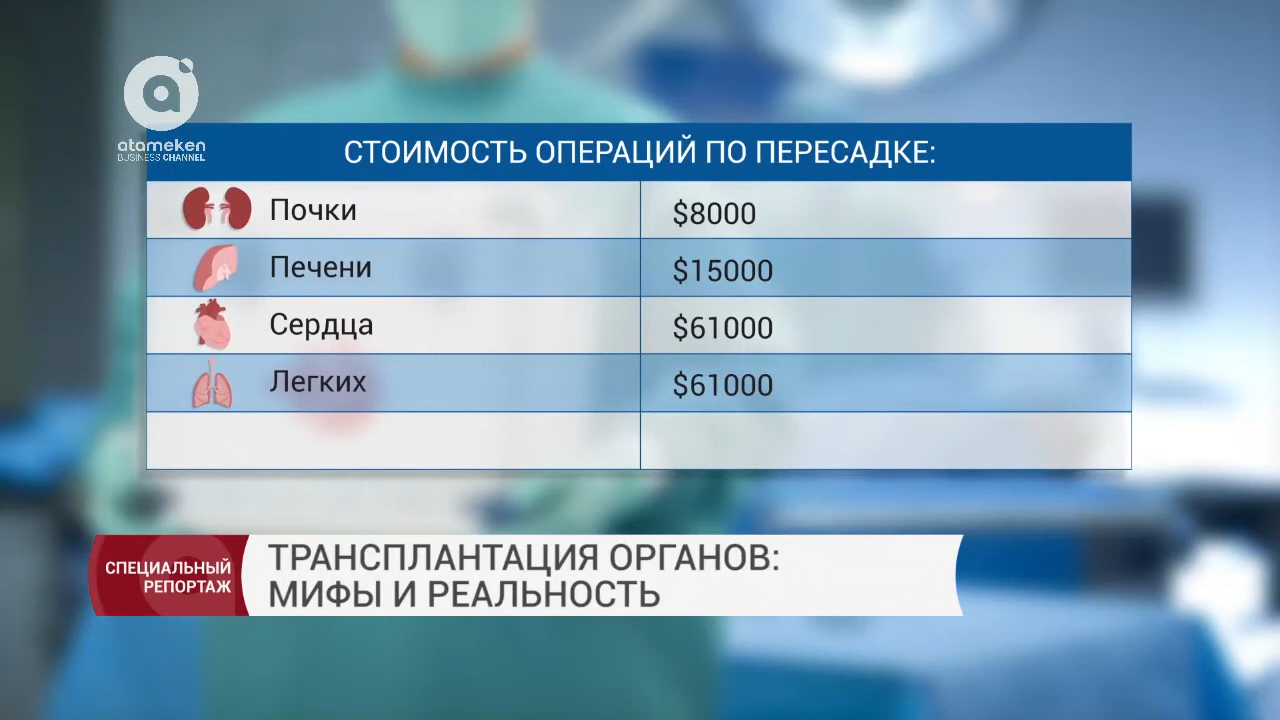 atameken
BUSINESS CHANNEL
СТОИМОСТЬ ОПЕРАЦИЙ ПО ПЕРЕСАДКЕ:
Почки $8000
Печени $15000
Сердца $61000
Легких $61000
СПЕЦИАЛЬНЫЙ
РЕПОРТАЖ
ТРАНСПЛАНТАЦИЯ ОРГАНОВ:
МИФЫ И РЕАЛЬНОСТЬ